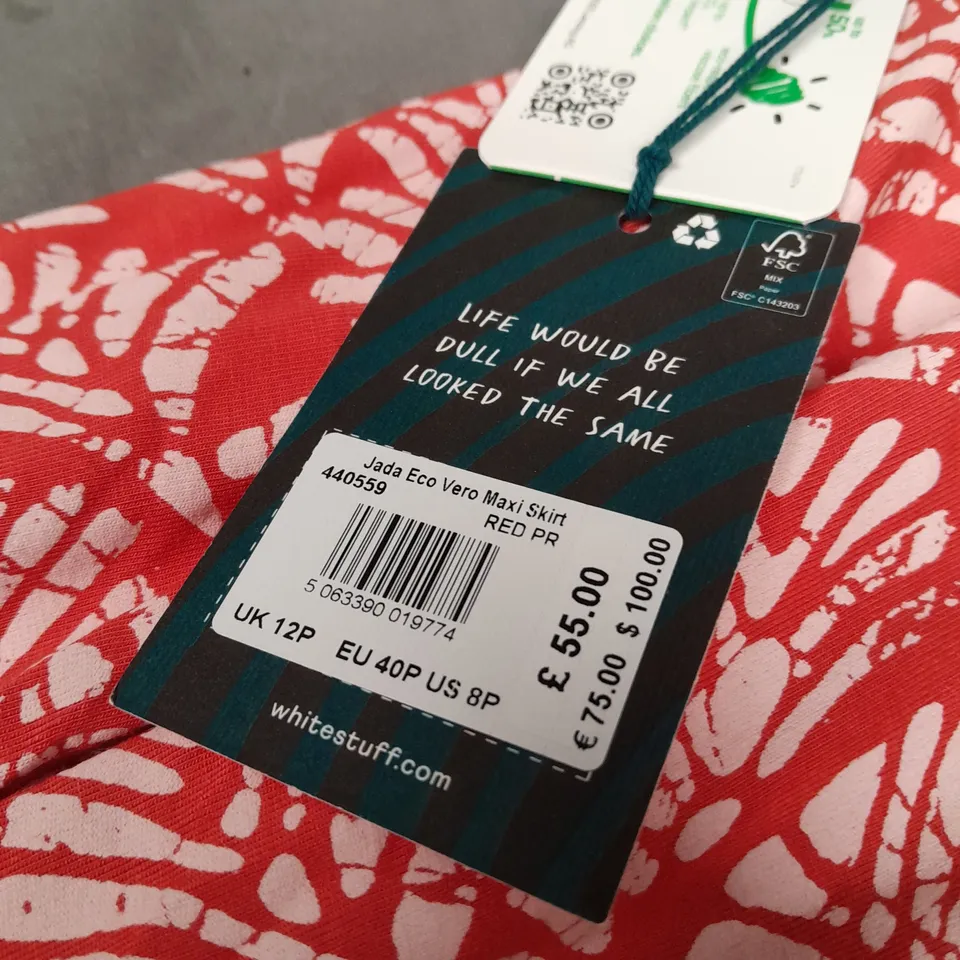 FSC
MIX
Paper
FSC® C143203
LIFE WOULD BE
DULL IF WE ALL
LOOKED THE SAME
Jada Eco Vero Maxi Skirt
440559
RED PR
5 063390 019774
UK 12P EU 40P US 8P
£ 55.00
€ 75.00 $ 100.00
whitestuff.com